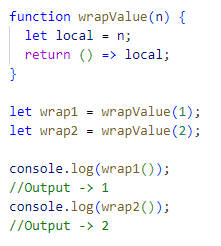 function wrapValue(n) {
  let local = n;
  return () => local;
}

let wrap1 = wrapValue(1);
let wrap2 = wrapValue(2);

console.log(wrap1());
//Output -> 1
console.log(wrap2());
//Output -> 2